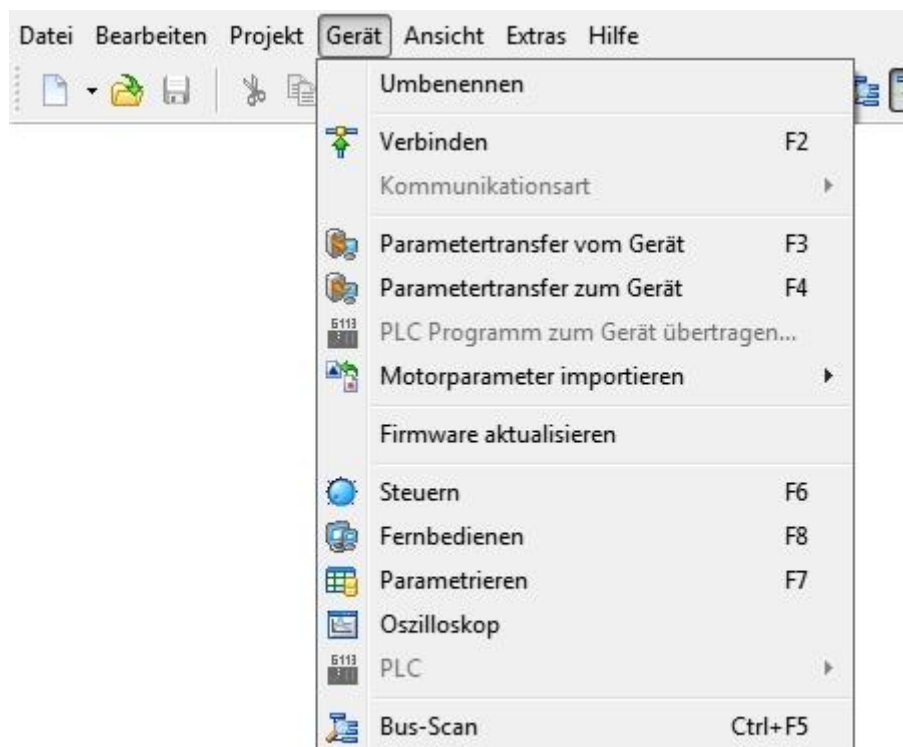 Datei Bearbeiten Projekt Gerät Ansicht Extras Hilfe
Umbenennen
Verbinden F2
Kommunikationsart
Parametertransfer vom Gerät F3
Parametertransfer zum Gerät F4
PLC Programm zum Gerät übertragen...
Motorparameter importieren
Firmware aktualisieren
Steuern F6
Fernbedienen F8
Parametrieren F7
Oszilloskop
PLC
Bus-Scan Ctrl+F5